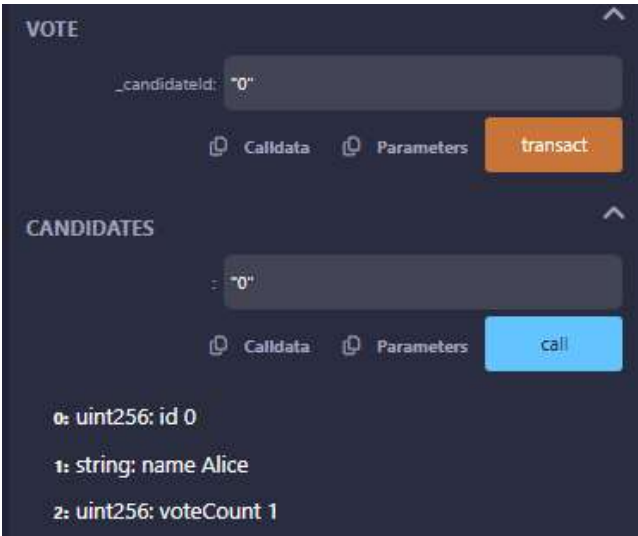 VOTE
_candidateId: "0"
Calldata Parameters transact
CANDIDATES
: "0"
Calldata Parameters call
0: uint256: id 0
1: string: name Alice
2: uint256: voteCount 1